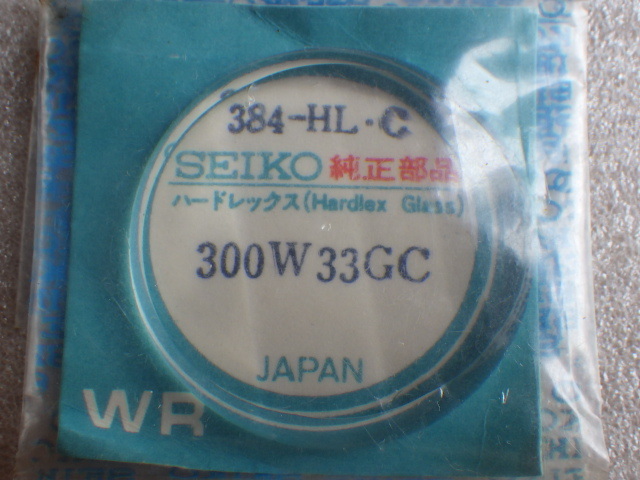 384-HL·C
SEIKO 純正部品
ハードレックス(Hardlex Glass)
300W33GC
JAPAN
WR